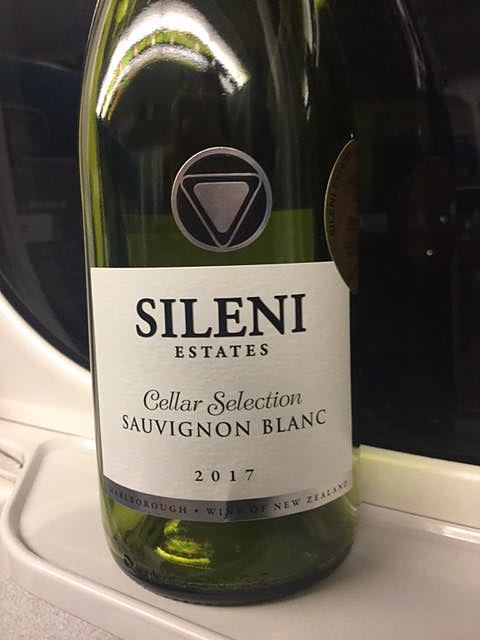 SILENI
ESTATES
Cellar Selection
SAUVIGNON BLANC
2017
MARLBOROUGH • WINE OF NEW ZEALAND